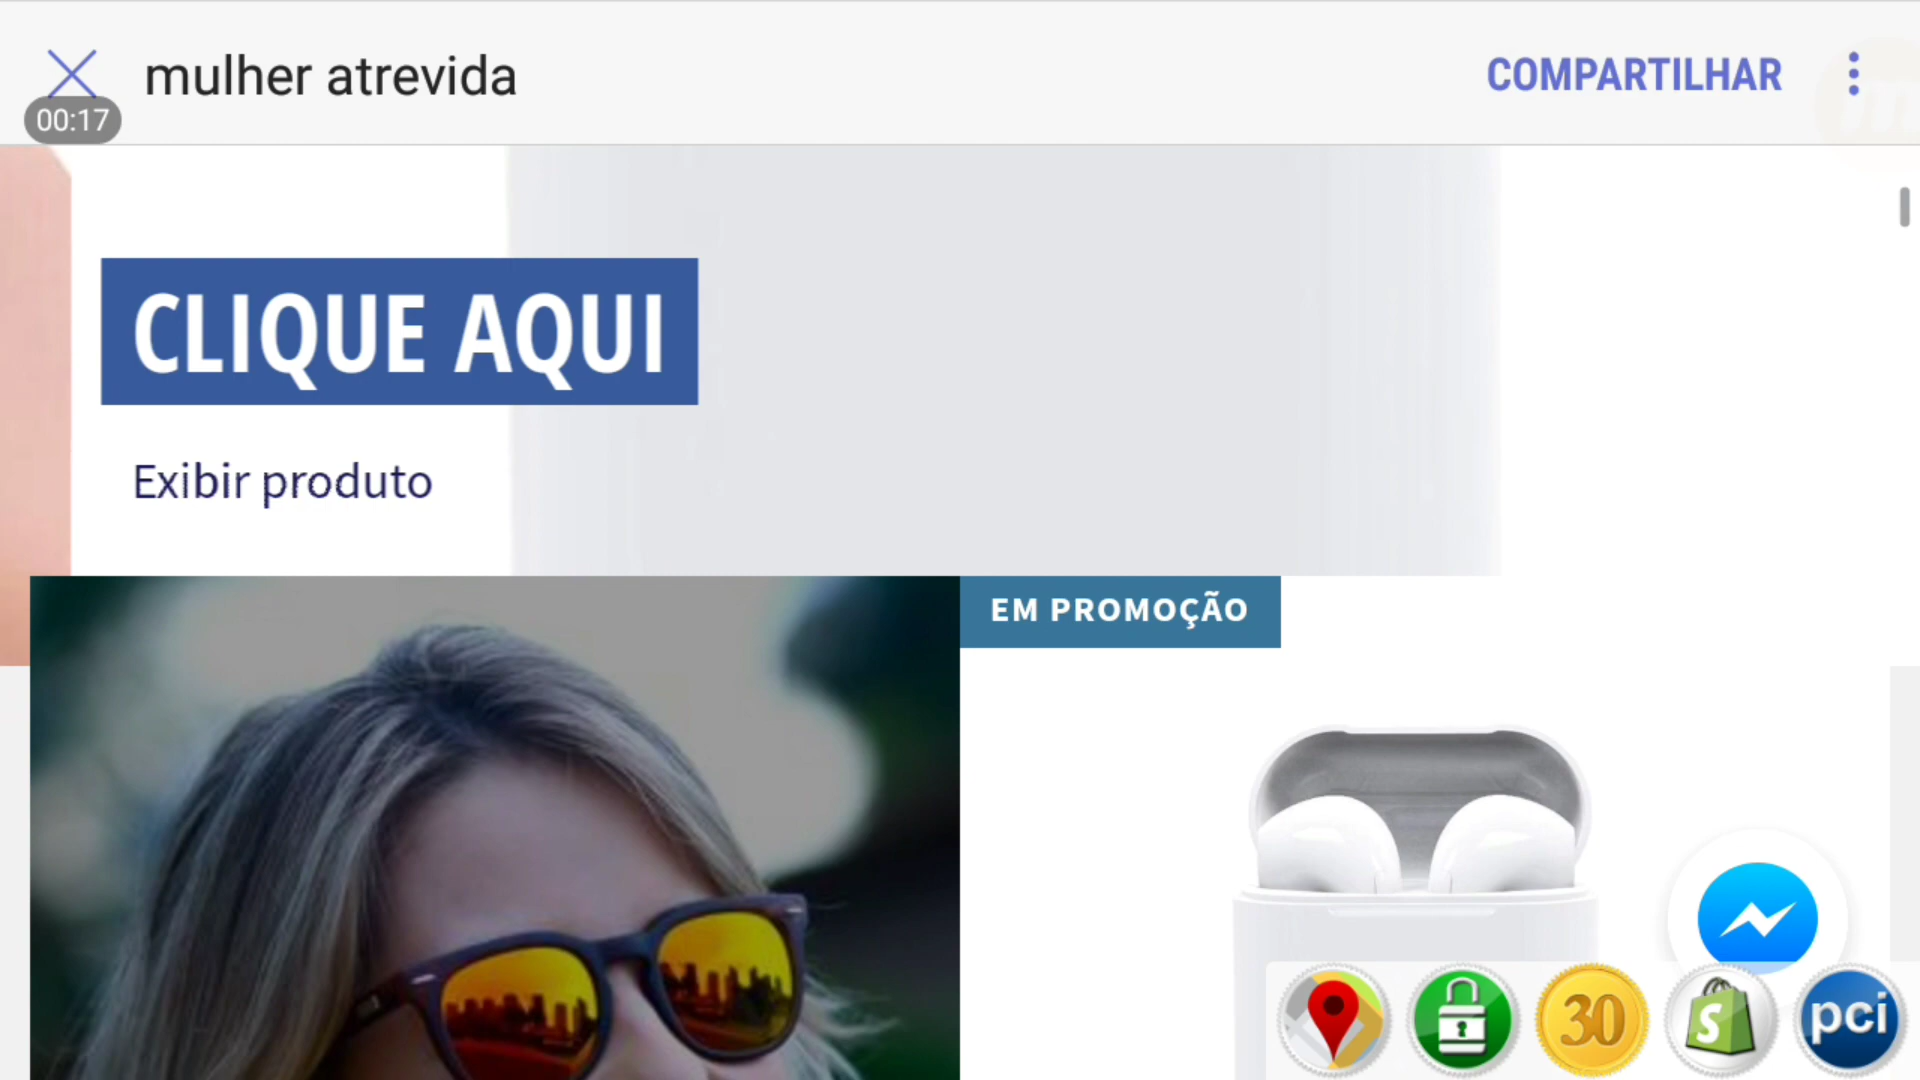 mulher atrevida
COMPARTILHAR
00:17
CLIQUE AQUI
Exibir produto
EM PROMOÇÃO
30
S
pci